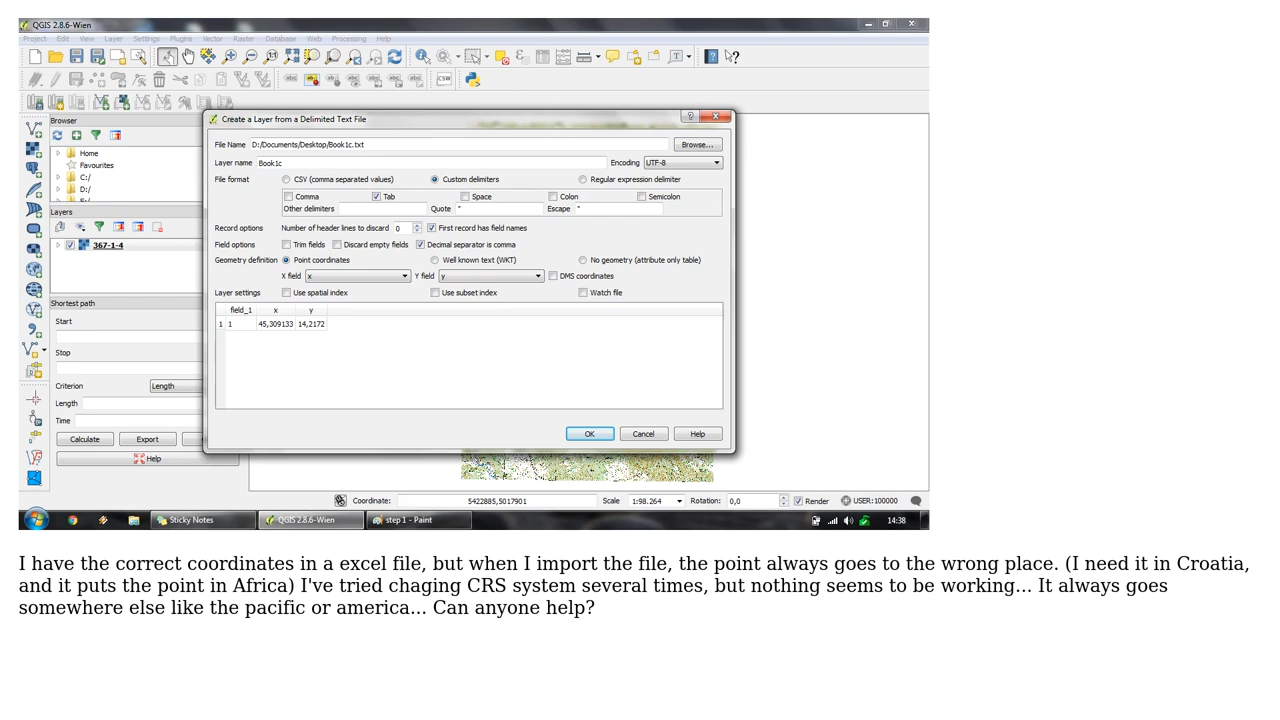 QGIS 2.8.6-Wien
Project Edit View Layer Settings Plugins Vector Raster Database Web Processing Help
Browser
Home
Favourites
C:/
D:/
Layers
367-1-4
Shortest path
Start
Stop
Criterion Length
Length
Time
Calculate Export
Help
Create a Layer from a Delimited Text File
File Name D:/Documents/Desktop/Book1c.txt Browse...
Layer name Book1c Encoding UTF-8
File format CSV (comma separated values) Custom delimiters Regular expression delimiter
Comma Tab Space Colon Semicolon
Other delimiters Quote " Escape "
Record options Number of header lines to discard 0 First record has field names
Field options Trim fields Discard empty fields Decimal separator is comma
Geometry definition Point coordinates Well known text (WKT) No geometry (attribute only table)
X field x Y field y DMS coordinates
Layer settings Use spatial index Use subset index Watch file
field_1 x y
1 1 45,309133 14,2172
OK Cancel Help
Coordinate: 5422885,5017901 Scale 1:98.264 Rotation: 0,0 Render USER:100000
Sticky Notes QGIS 2.8.6-Wien step 1 - Paint 14:38
I have the correct coordinates in a excel file, but when I import the file, the point always goes to the wrong place. (I need it in Croatia,
and it puts the point in Africa) I've tried chaging CRS system several times, but nothing seems to be working... It always goes
somewhere else like the pacific or america... Can anyone help?